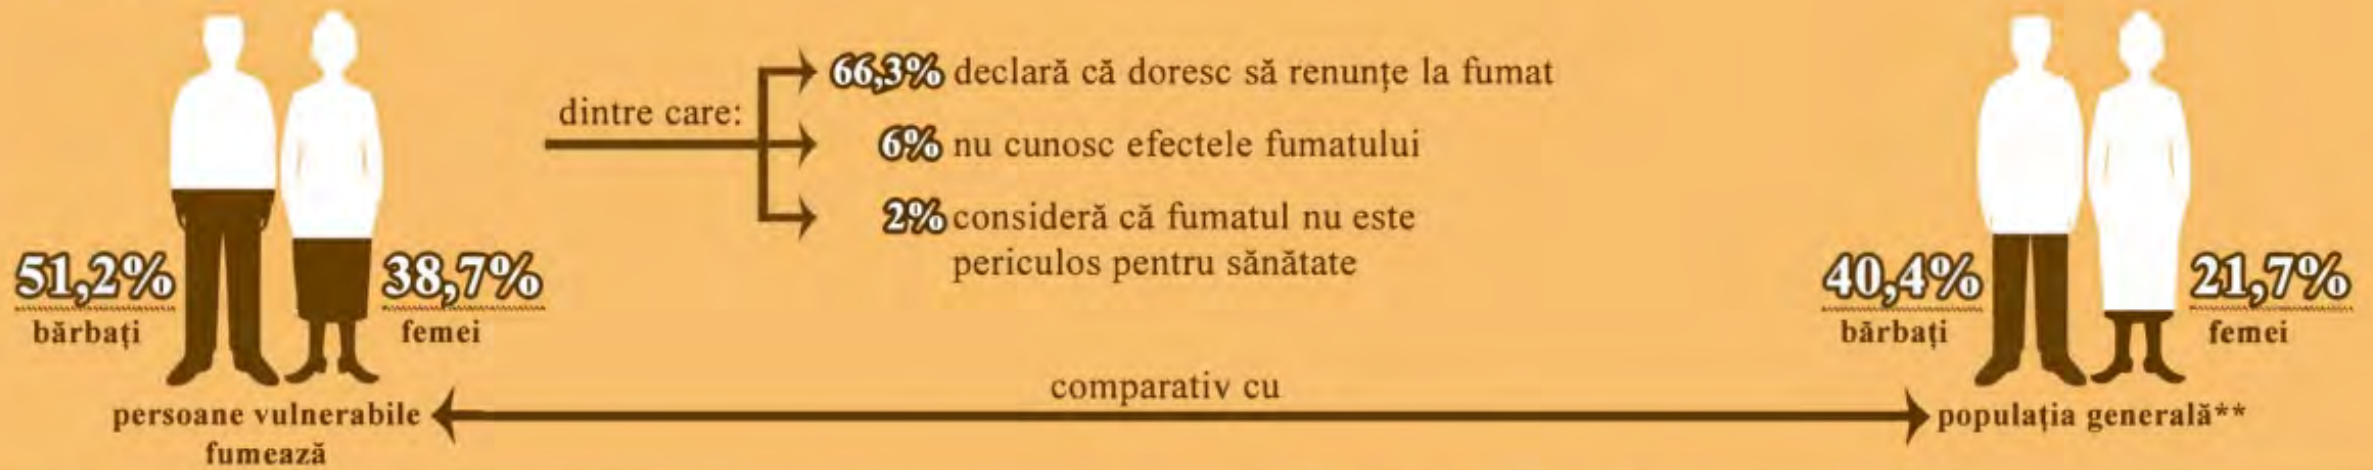 51,2%
bărbați
38,7%
femei
persoane vulnerabile
fumează
dintre care:
66,3% declară că doresc să renunțe la fumat
6% nu cunosc efectele fumatului
2% consideră că fumatul nu este
periculos pentru sănătate
comparativ cu
40,4%
bărbați
21,7%
femei
populația generală**